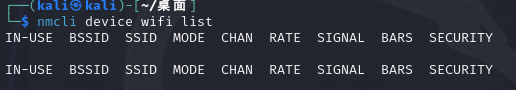 ┌──(kali㉿kali)-[~/桌面]
└─$ nmcli device wifi list
IN-USE  BSSID  SSID  MODE  CHAN  RATE  SIGNAL  BARS  SECURITY
IN-USE  BSSID  SSID  MODE  CHAN  RATE  SIGNAL  BARS  SECURITY